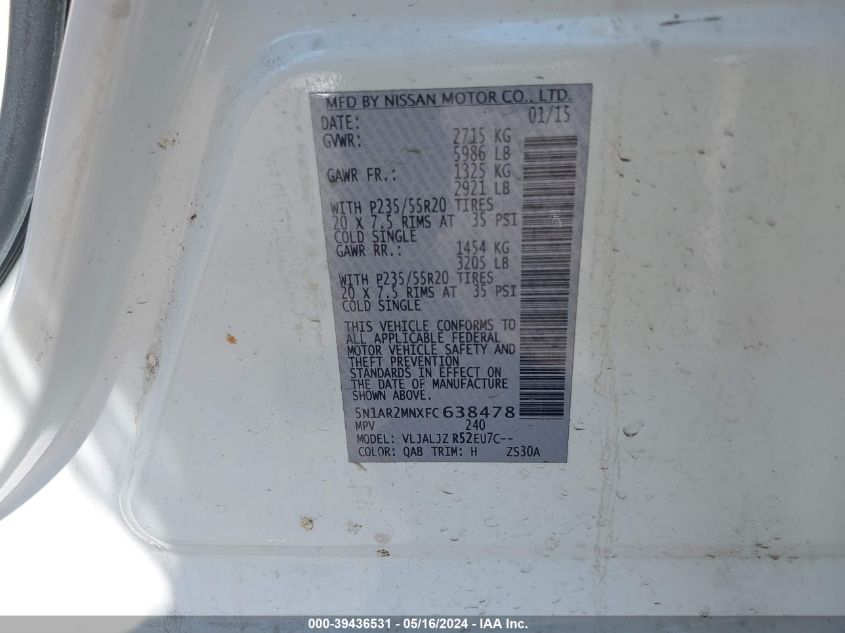 MFD BY NISSAN MOTOR CO., LTD.
DATE: 01/15
GVWR: 2715 KG
5986 LB
GAWR FR.: 1325 KG
2921 LB
WITH P235/55R20 TIRES
20 X 7.5 RIMS AT 35 PSI
COLD SINGLE
GAWR RR.: 1454 KG
3205 LB
WITH P235/55R20 TIRES
20 X 7.5 RIMS AT 35 PSI
COLD SINGLE
THIS VEHICLE CONFORMS TO
ALL APPLICABLE FEDERAL
MOTOR VEHICLE SAFETY AND
THEFT PREVENTION
STANDARDS IN EFFECT ON
THE DATE OF MANUFACTURE
SHOWN ABOVE.
5N1AR2MNXFC638478
MPV 240
MODEL: VLJALJZ R52EU7C--
COLOR: QAB TRIM: H ZS30A
000-39436531 - 05/16/2024 - IAA Inc.